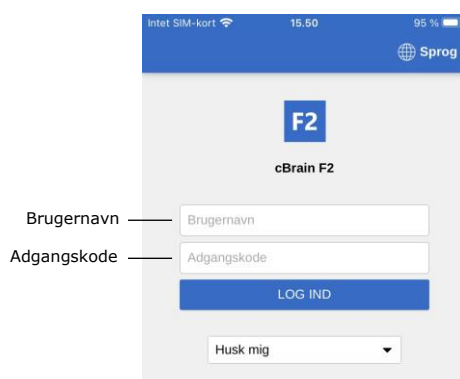 Intet SIM-kort 15.50 95 %
Sprog
F2
cBrain F2
Brugernavn Brugernavn
Adgangskode Adgangskode
LOG IND
Husk mig